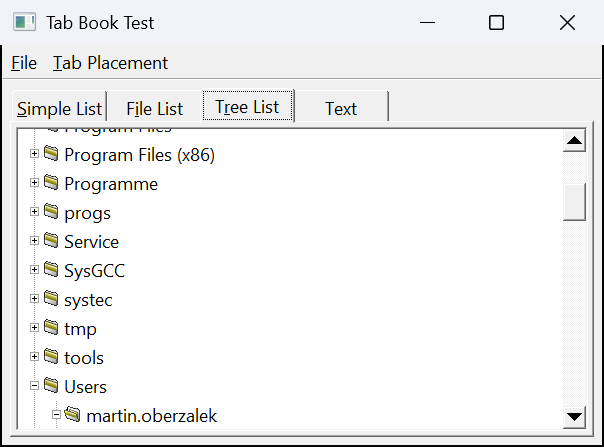 Tab Book Test
File Tab Placement
Simple List File List Tree List Text
Program Files
Program Files (x86)
Programme
progs
Service
SysGCC
systec
tmp
tools
Users
martin.oberzalek